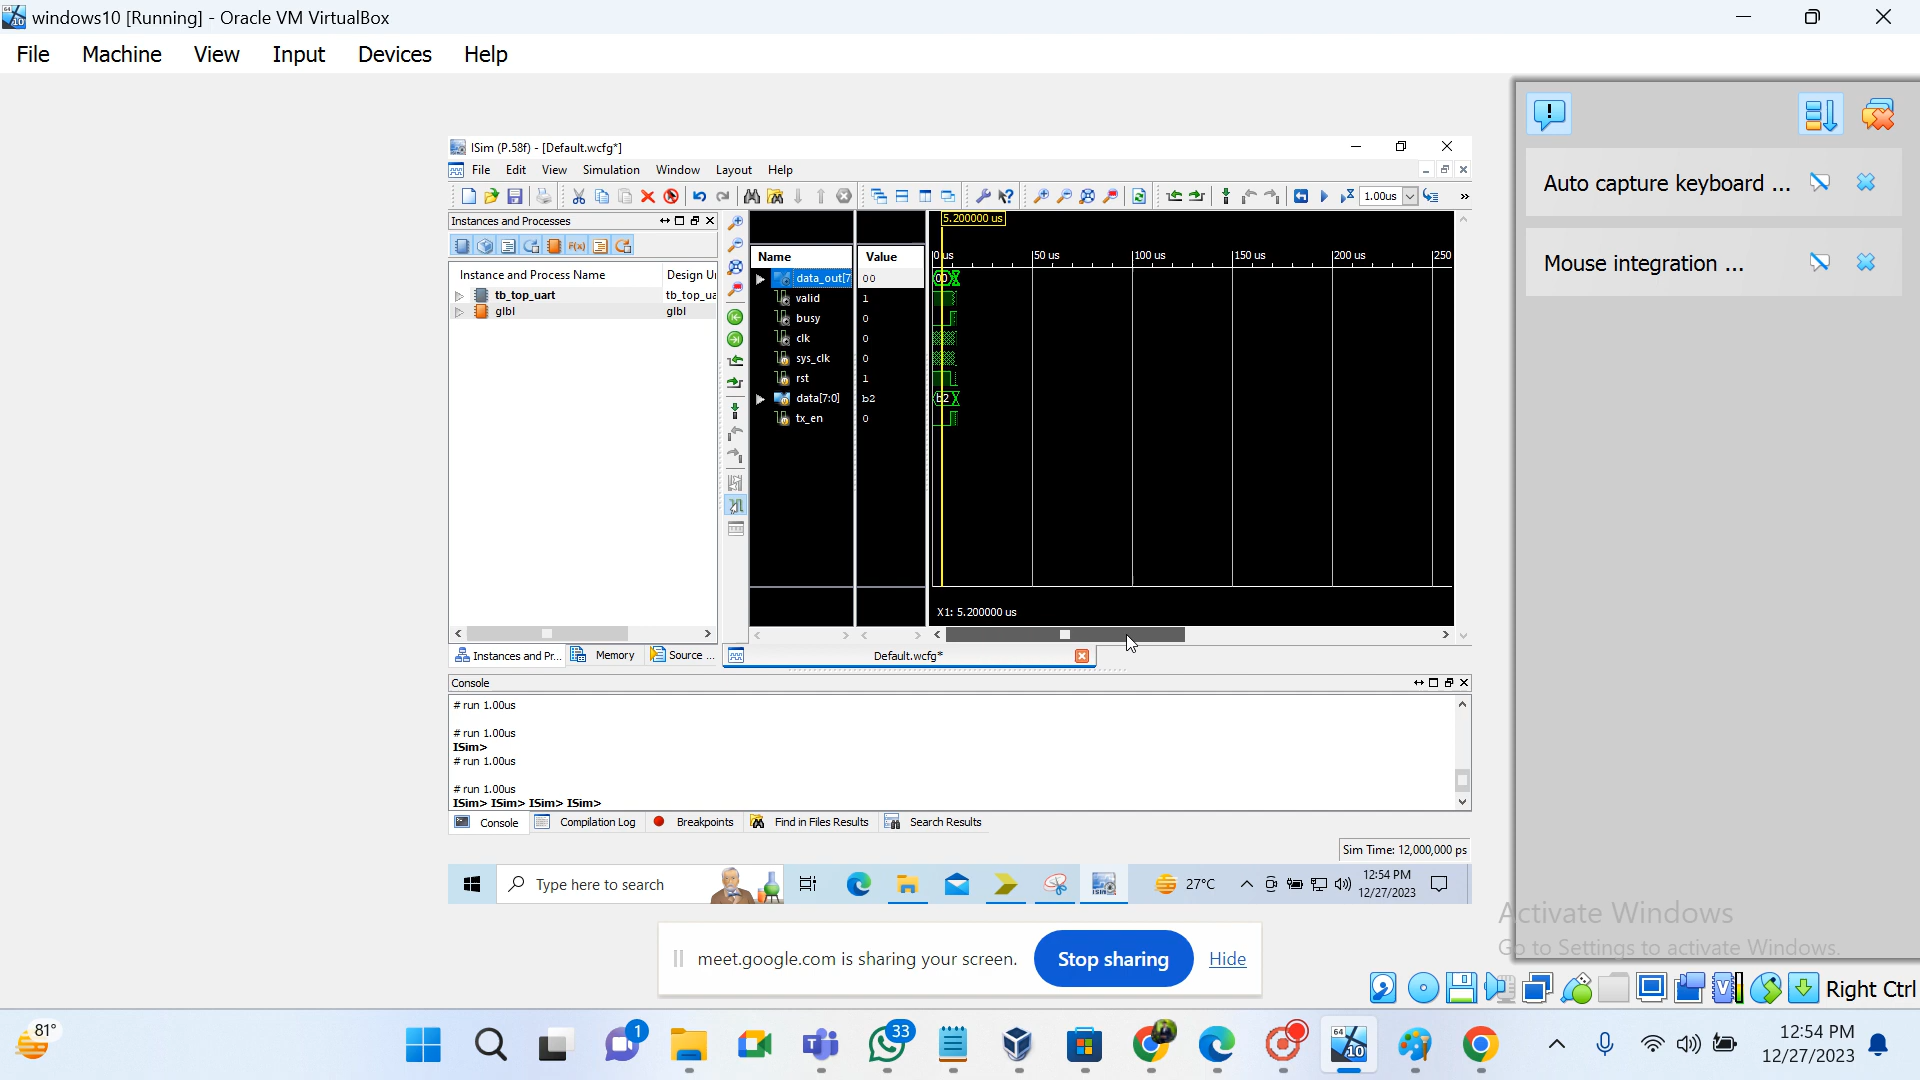 windows10 [Running] - Oracle VM VirtualBox
File Machine View Input Devices Help
Auto capture keyboard ...
Mouse integration ...
ISim (P.58f) - [Default.wcfg*]
File Edit View Simulation Window Layout Help
1.00us
»
Instances and Processes
Instance and Process Name
tb_top_uart tb_top_ua
glbl glbl
Name Value
data_out[7 00
valid 1
busy 0
clk 0
sys_clk 0
rst 1
data[7:0] b2
tx_en 0
5.200000 us
50 us 100 us 150 us 200 us 250
X1: 5.200000 us
Instances and Pr... Memory Source ...
Default.wcfg*
Console
# run 1.00us
# run 1.00us
ISim>
# run 1.00us
# run 1.00us
ISim> ISim> ISim> ISim>
Console Compilation Log Breakpoints Find in Files Results Search Results
Sim Time: 12,000,000 ps
Type here to search
27°C
12:54 PM
12/27/2023
Activate Windows
Go to Settings to activate Windows.
meet.google.com is sharing your screen. Stop sharing Hide
Right Ctrl
81°
1
33
64
10
12:54 PM
12/27/2023